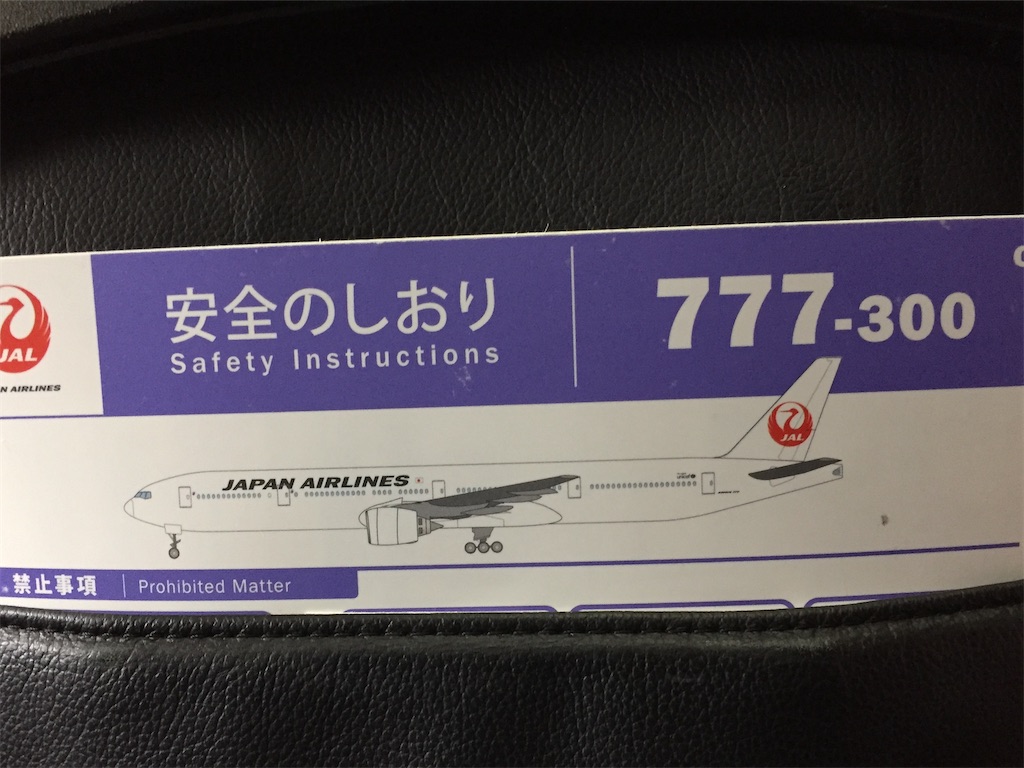 安全のしおり
Safety Instructions
777-300
JAL
N AIRLINES
JAPAN AIRLINES
JAL
禁止事項
Prohibited Matter